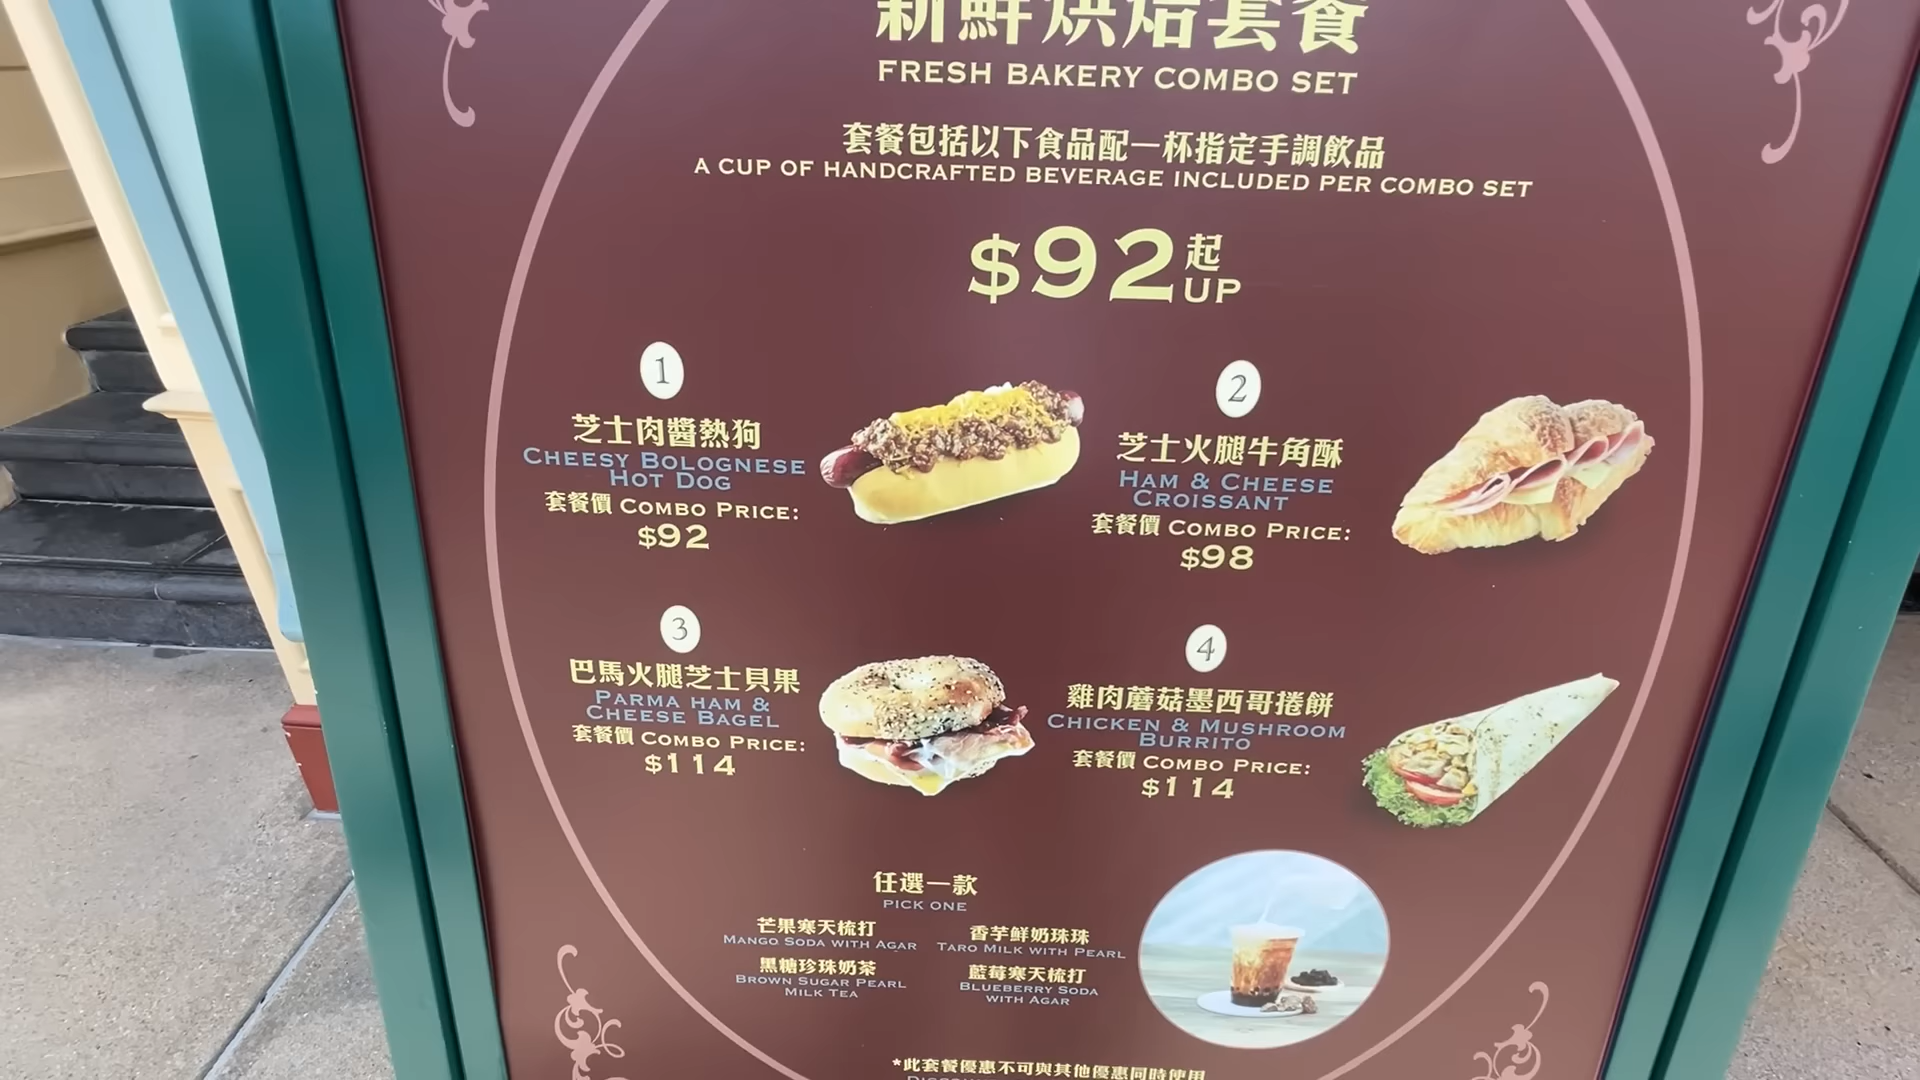 新鮮烘焙套餐
FRESH BAKERY COMBO SET
套餐包括以下食品配一杯指定手調飲品
A CUP OF HANDCRAFTED BEVERAGE INCLUDED PER COMBO SET
$92起
UP
1
芝士肉醬熱狗
CHEESY BOLOGNESE
HOT DOG
套餐價 COMBO PRICE:
$92
2
芝士火腿牛角酥
HAM & CHEESE
CROISSANT
套餐價 COMBO PRICE:
$98
3
巴馬火腿芝士貝果
PARMA HAM &
CHEESE BAGEL
套餐價 COMBO PRICE:
$114
4
雞肉蘑菇墨西哥捲餅
CHICKEN & MUSHROOM
BURRITO
套餐價 COMBO PRICE:
$114
任選一款
PICK ONE
芒果寒天梳打
MANGO SODA WITH AGAR
香芋鮮奶珠珠
TARO MILK WITH PEARL
黑糖珍珠奶茶
BROWN SUGAR PEARL
MILK TEA
藍莓寒天梳打
BLUEBERRY SODA
WITH AGAR
*此套餐優惠不可與其他優惠同時使用